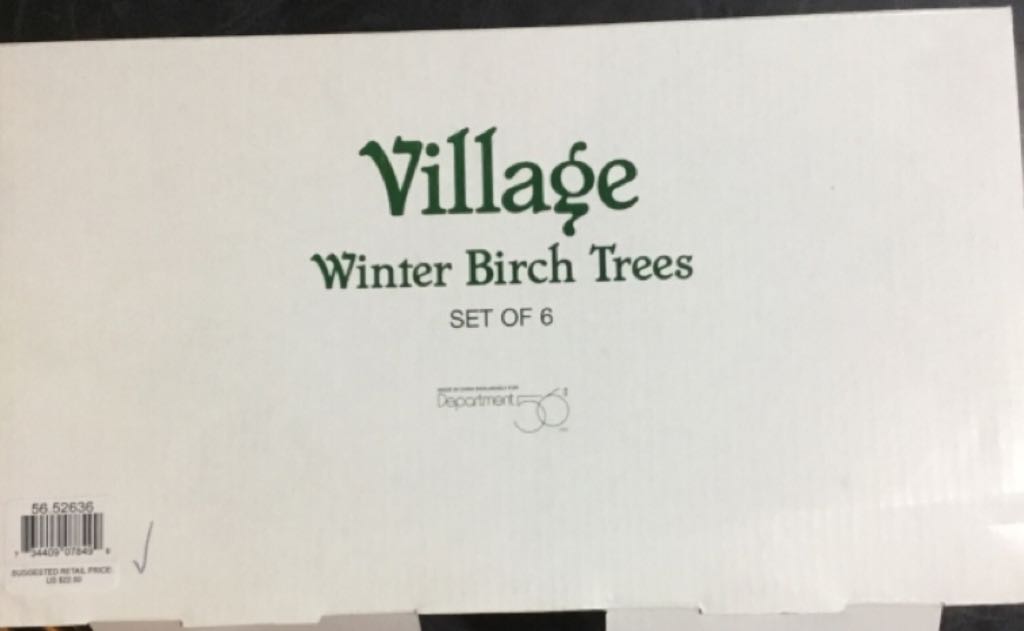 Village
Winter Birch Trees
SET OF 6
Department 56
56.52636
SUGGESTED RETAIL PRICE: